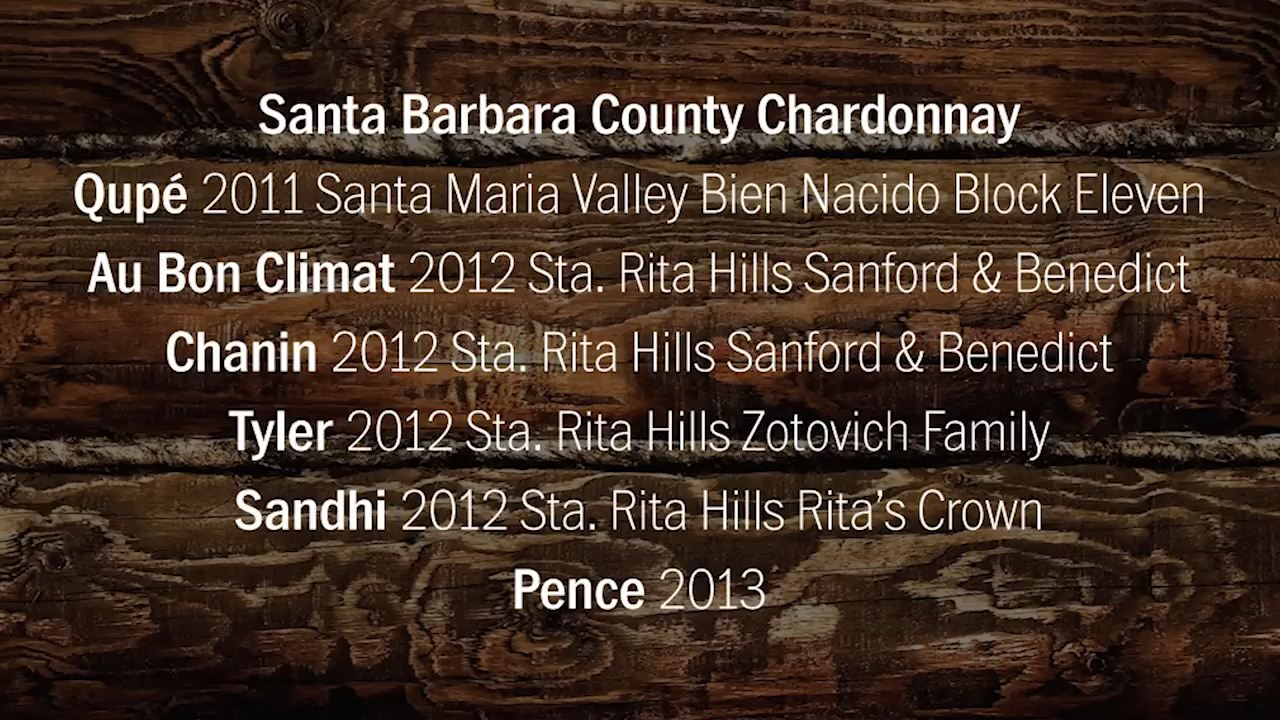 Santa Barbara County Chardonnay
Qupé 2011 Santa Maria Valley Bien Nacido Block Eleven
Au Bon Climat 2012 Sta. Rita Hills Sanford & Benedict
Chanin 2012 Sta. Rita Hills Sanford & Benedict
Tyler 2012 Sta. Rita Hills Zotovich Family
Sandhi 2012 Sta. Rita Hills Rita’s Crown
Pence 2013